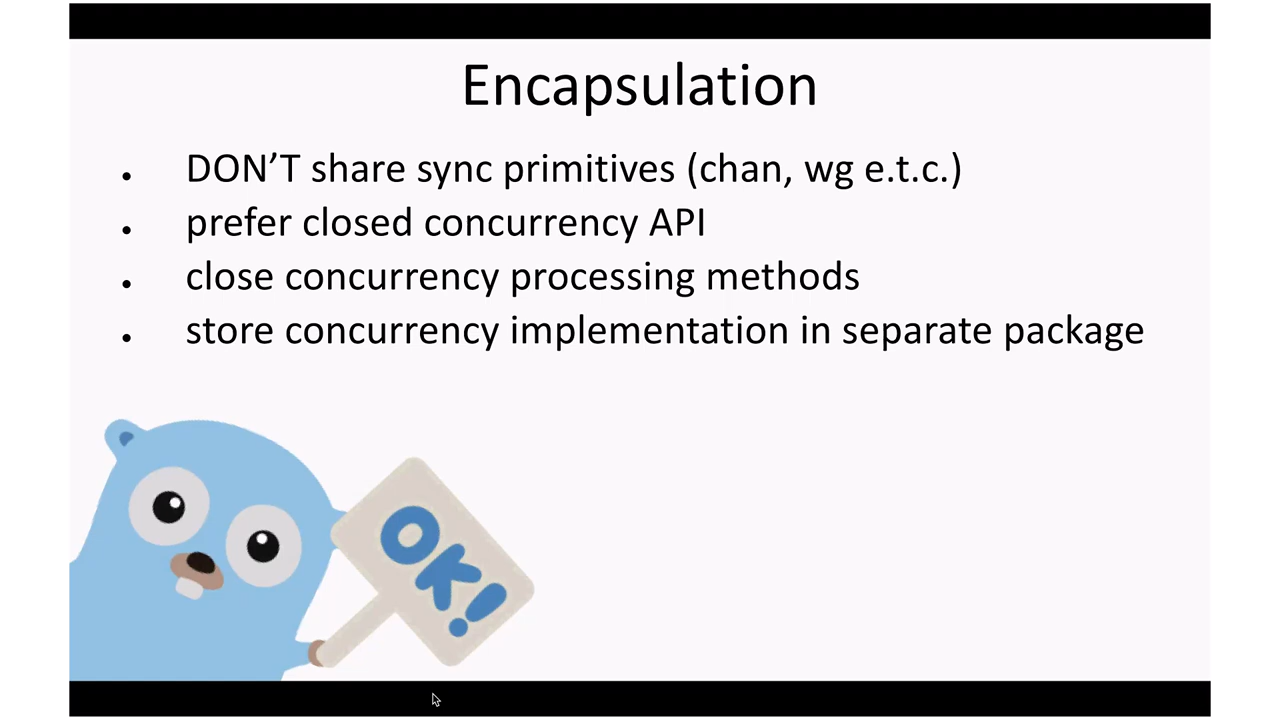 Encapsulation
DON’T share sync primitives (chan, wg e.t.c.)
prefer closed concurrency API
close concurrency processing methods
store concurrency implementation in separate package
OK!